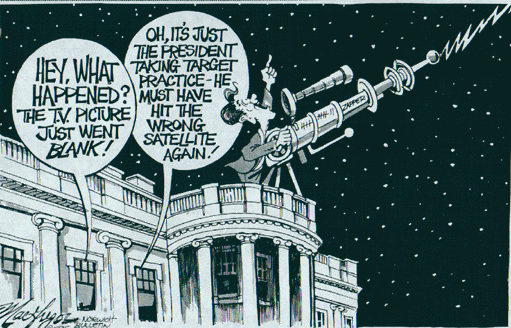 HEY, WHAT
HAPPENED?
THE T.V. PICTURE
JUST WENT
BLANK!
OH, IT'S JUST
THE PRESIDENT
TAKING TARGET
PRACTICE - HE
MUST HAVE
HIT THE
WRONG
SATELLITE
AGAIN!
ZAPPER
NORWICH
BULLETIN